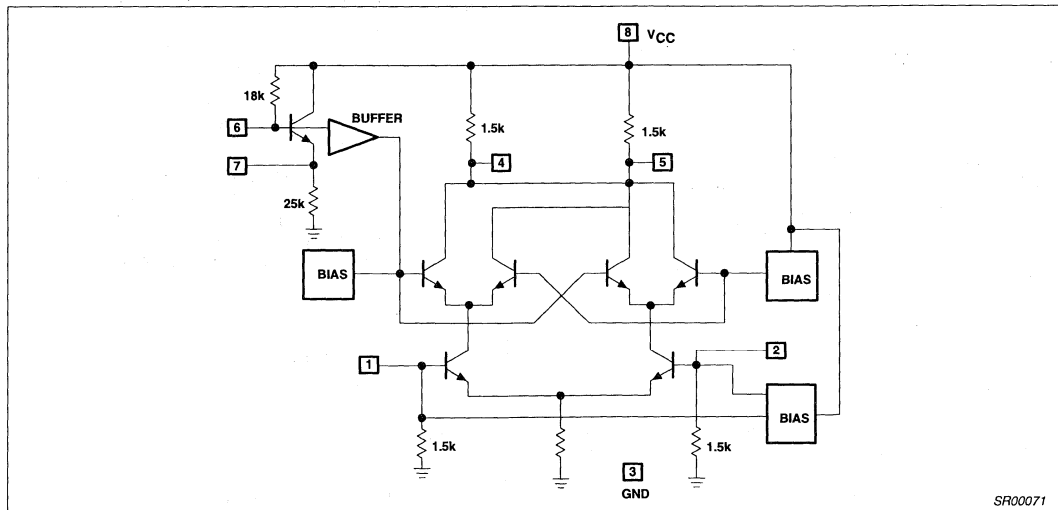 8 VCC
18k
BUFFER
6
1.5k
1.5k
7
4
5
25k
BIAS
BIAS
1
2
BIAS
1.5k
1.5k
3
GND
SR00071